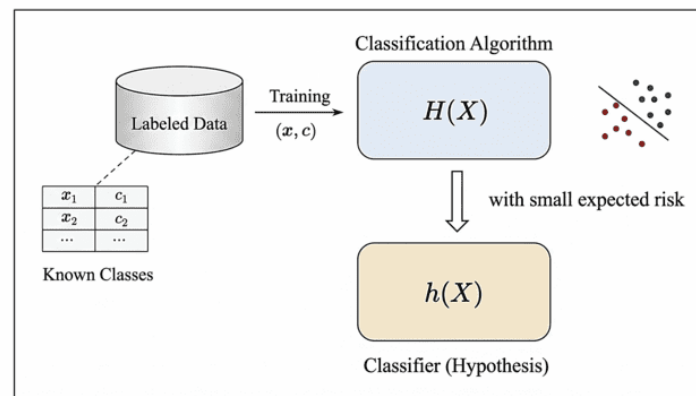 Classification Algorithm
Labeled Data
Training
(x, c)
H(X)
x₁ c₁
x₂ c₂
... ...
Known Classes
with small expected risk
h(X)
Classifier (Hypothesis)